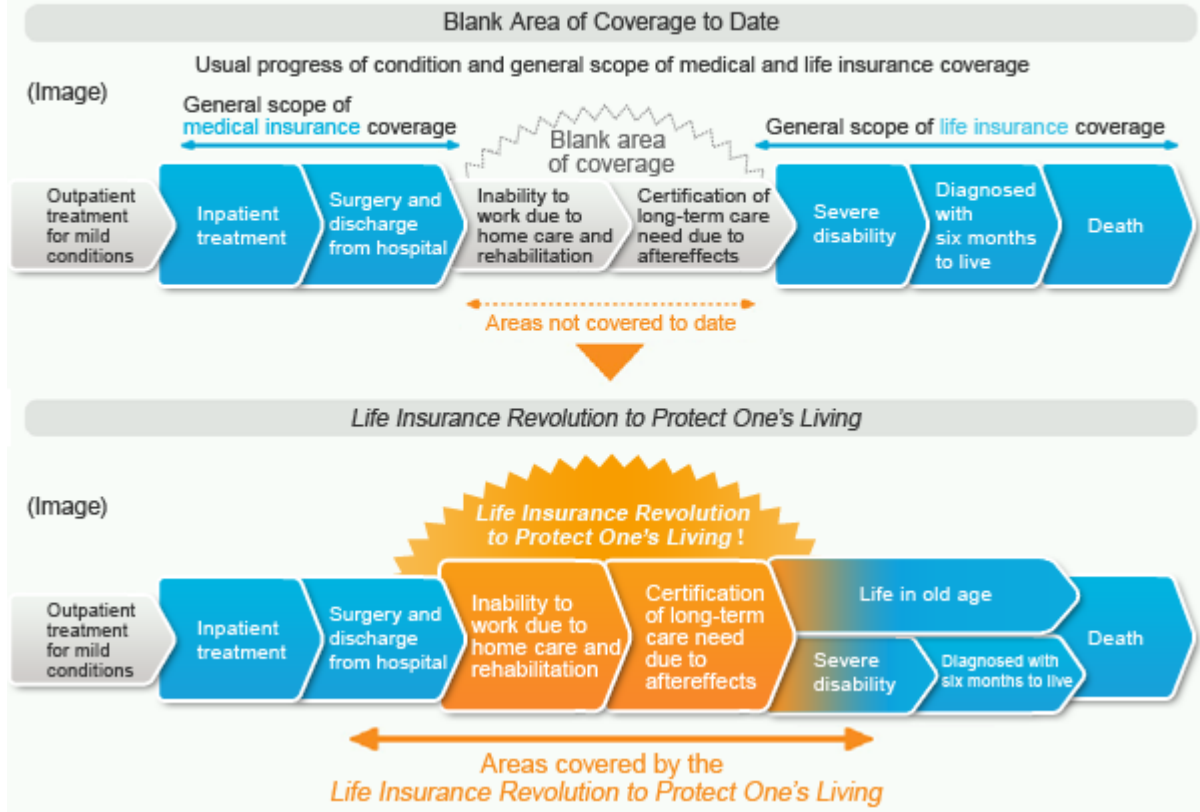 Blank Area of Coverage to Date
Usual progress of condition and general scope of medical and life insurance coverage
(Image)
General scope of
medical insurance coverage
Blank area
of coverage
General scope of life insurance coverage
Outpatient
treatment
for mild
conditions
Inpatient
treatment
Surgery and
discharge
from hospital
Inability to
work due to
home care and
rehabilitation
Certification of
long-term care
need due to
aftereffects
Severe
disability
Diagnosed
with
six months
to live
Death
Areas not covered to date
Life Insurance Revolution to Protect One's Living
(Image)
Life Insurance Revolution
to Protect One's Living !
Outpatient
treatment
for mild
conditions
Inpatient
treatment
Surgery and
discharge
from hospital
Inability to
work due to
home care and
rehabilitation
Certification
of long-term
care need
due to
aftereffects
Life in old age
Severe
disability
Diagnosed with
six months to live
Death
Areas covered by the
Life Insurance Revolution to Protect One's Living